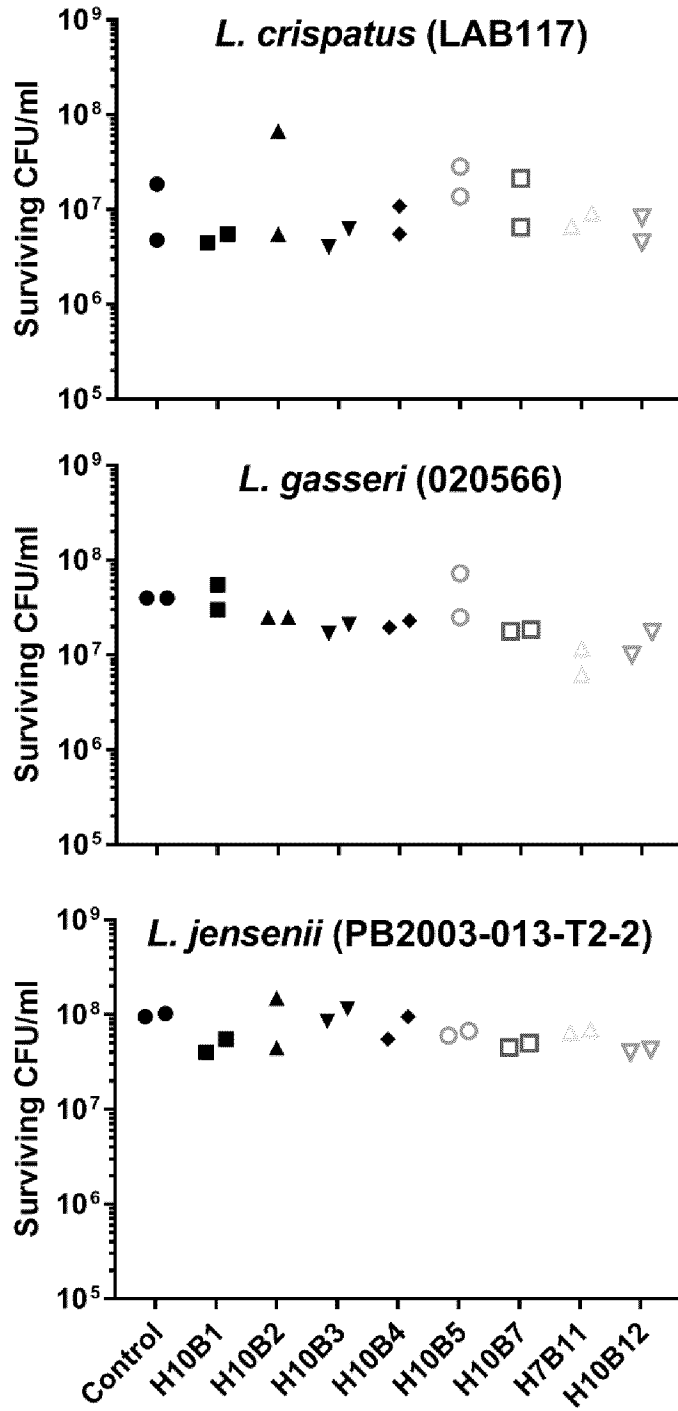 L. crispatus (LAB117)
Surviving CFU/ml
10⁹
10⁸
10⁷
10⁶
10⁵
L. gasseri (020566)
Surviving CFU/ml
10⁹
10⁸
10⁷
10⁶
10⁵
L. jensenii (PB2003-013-T2-2)
Surviving CFU/ml
10⁹
10⁸
10⁷
10⁶
10⁵
Control
H10B1
H10B2
H10B3
H10B4
H10B5
H10B7
H7B11
H10B12